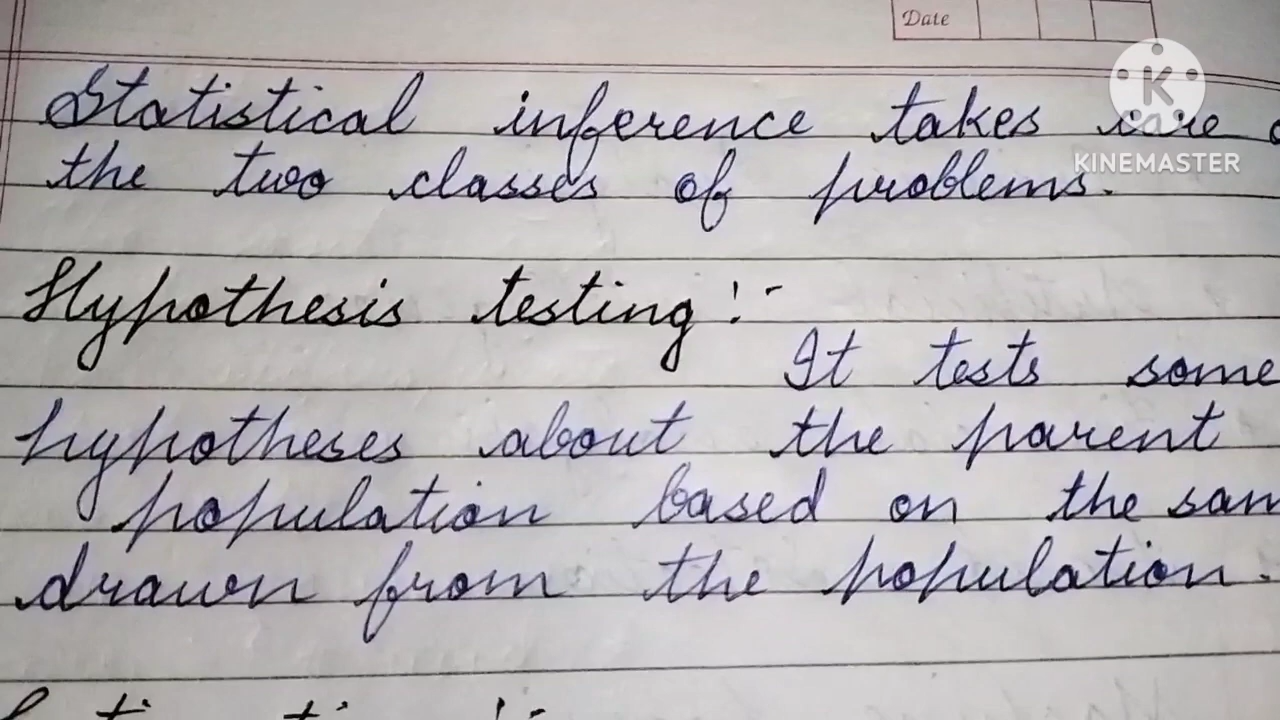 Date
Statistical inference takes care
KINEMASTER
the two classes of problems.
Hypothesis testing :-
It tests some
hypotheses about the parent
population based on the sam
drawn from the population.